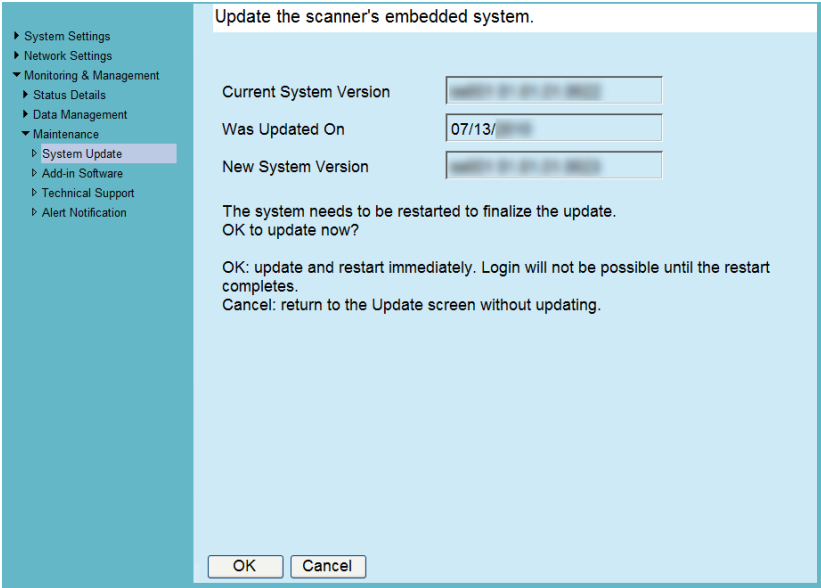 Update the scanner's embedded system.
System Settings
Network Settings
Monitoring & Management
Status Details
Data Management
Maintenance
System Update
Add-in Software
Technical Support
Alert Notification
Current System Version
Was Updated On 07/13/
New System Version
The system needs to be restarted to finalize the update.
OK to update now?
OK: update and restart immediately. Login will not be possible until the restart
completes.
Cancel: return to the Update screen without updating.
OK Cancel